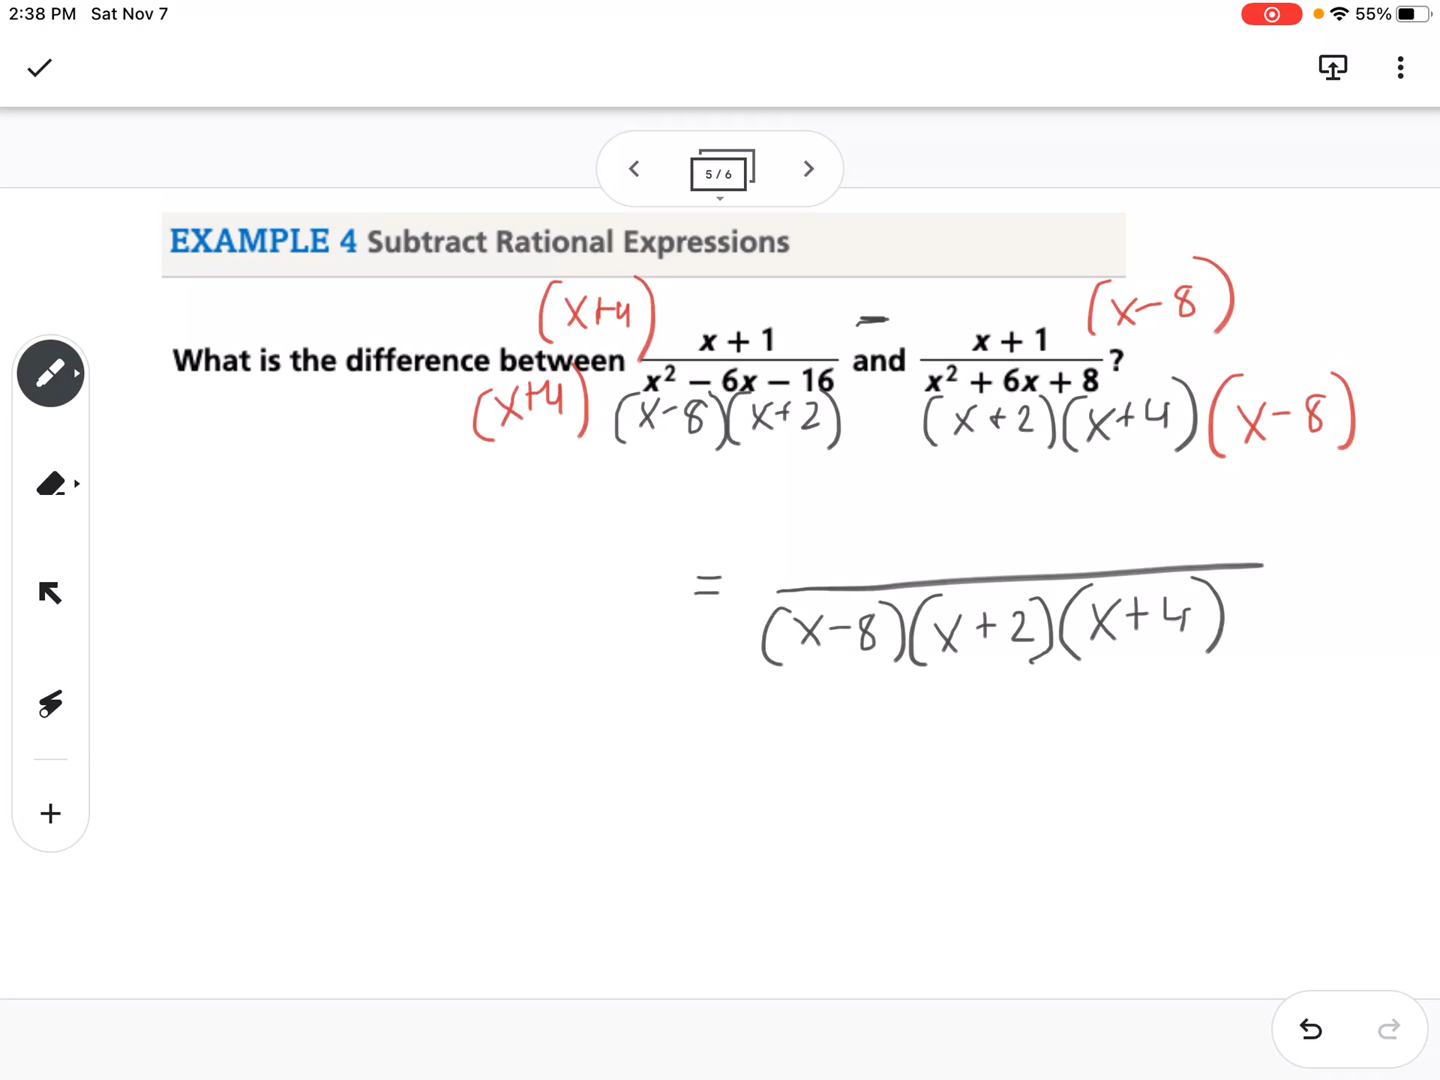 2:38 PM Sat Nov 7 55%
5 / 6
EXAMPLE 4 Subtract Rational Expressions
(x+4) − (x−8)
What is the difference between x + 1 / x² − 6x − 16 and x + 1 / x² + 6x + 8 ?
(x+4) (x−8)(x+2) (x+2)(x+4)(x−8)
= 
(x−8)(x+2)(x+4)